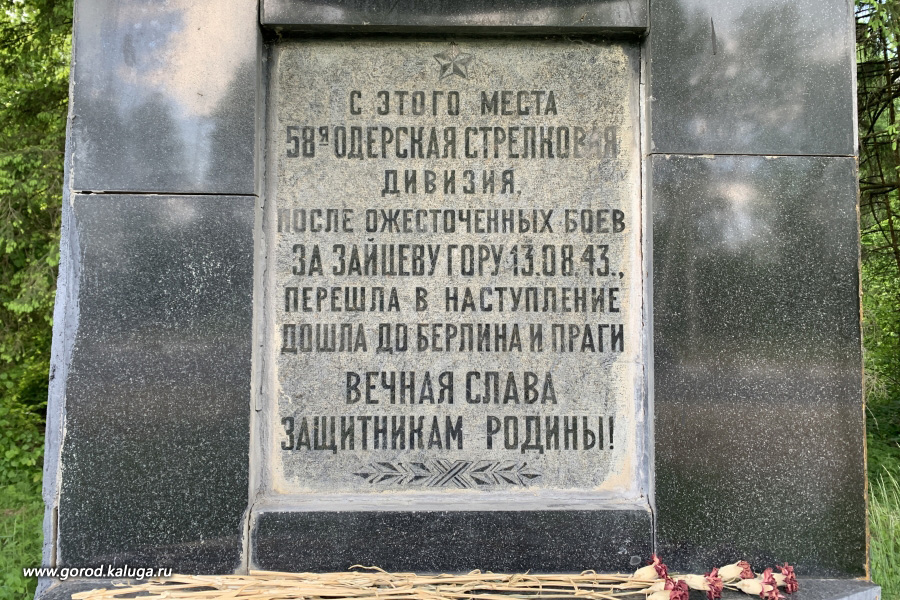 С ЭТОГО МЕСТА
58я ОДЕРСКАЯ СТРЕЛКОВАЯ
ДИВИЗИЯ,
ПОСЛЕ ОЖЕСТОЧЕННЫХ БОЕВ
ЗА ЗАЙЦЕВУ ГОРУ 13.08.43.,
ПЕРЕШЛА В НАСТУПЛЕНИЕ
ДОШЛА ДО БЕРЛИНА И ПРАГИ
ВЕЧНАЯ СЛАВА
ЗАЩИТНИКАМ РОДИНЫ!
www.gorod.kaluga.ru